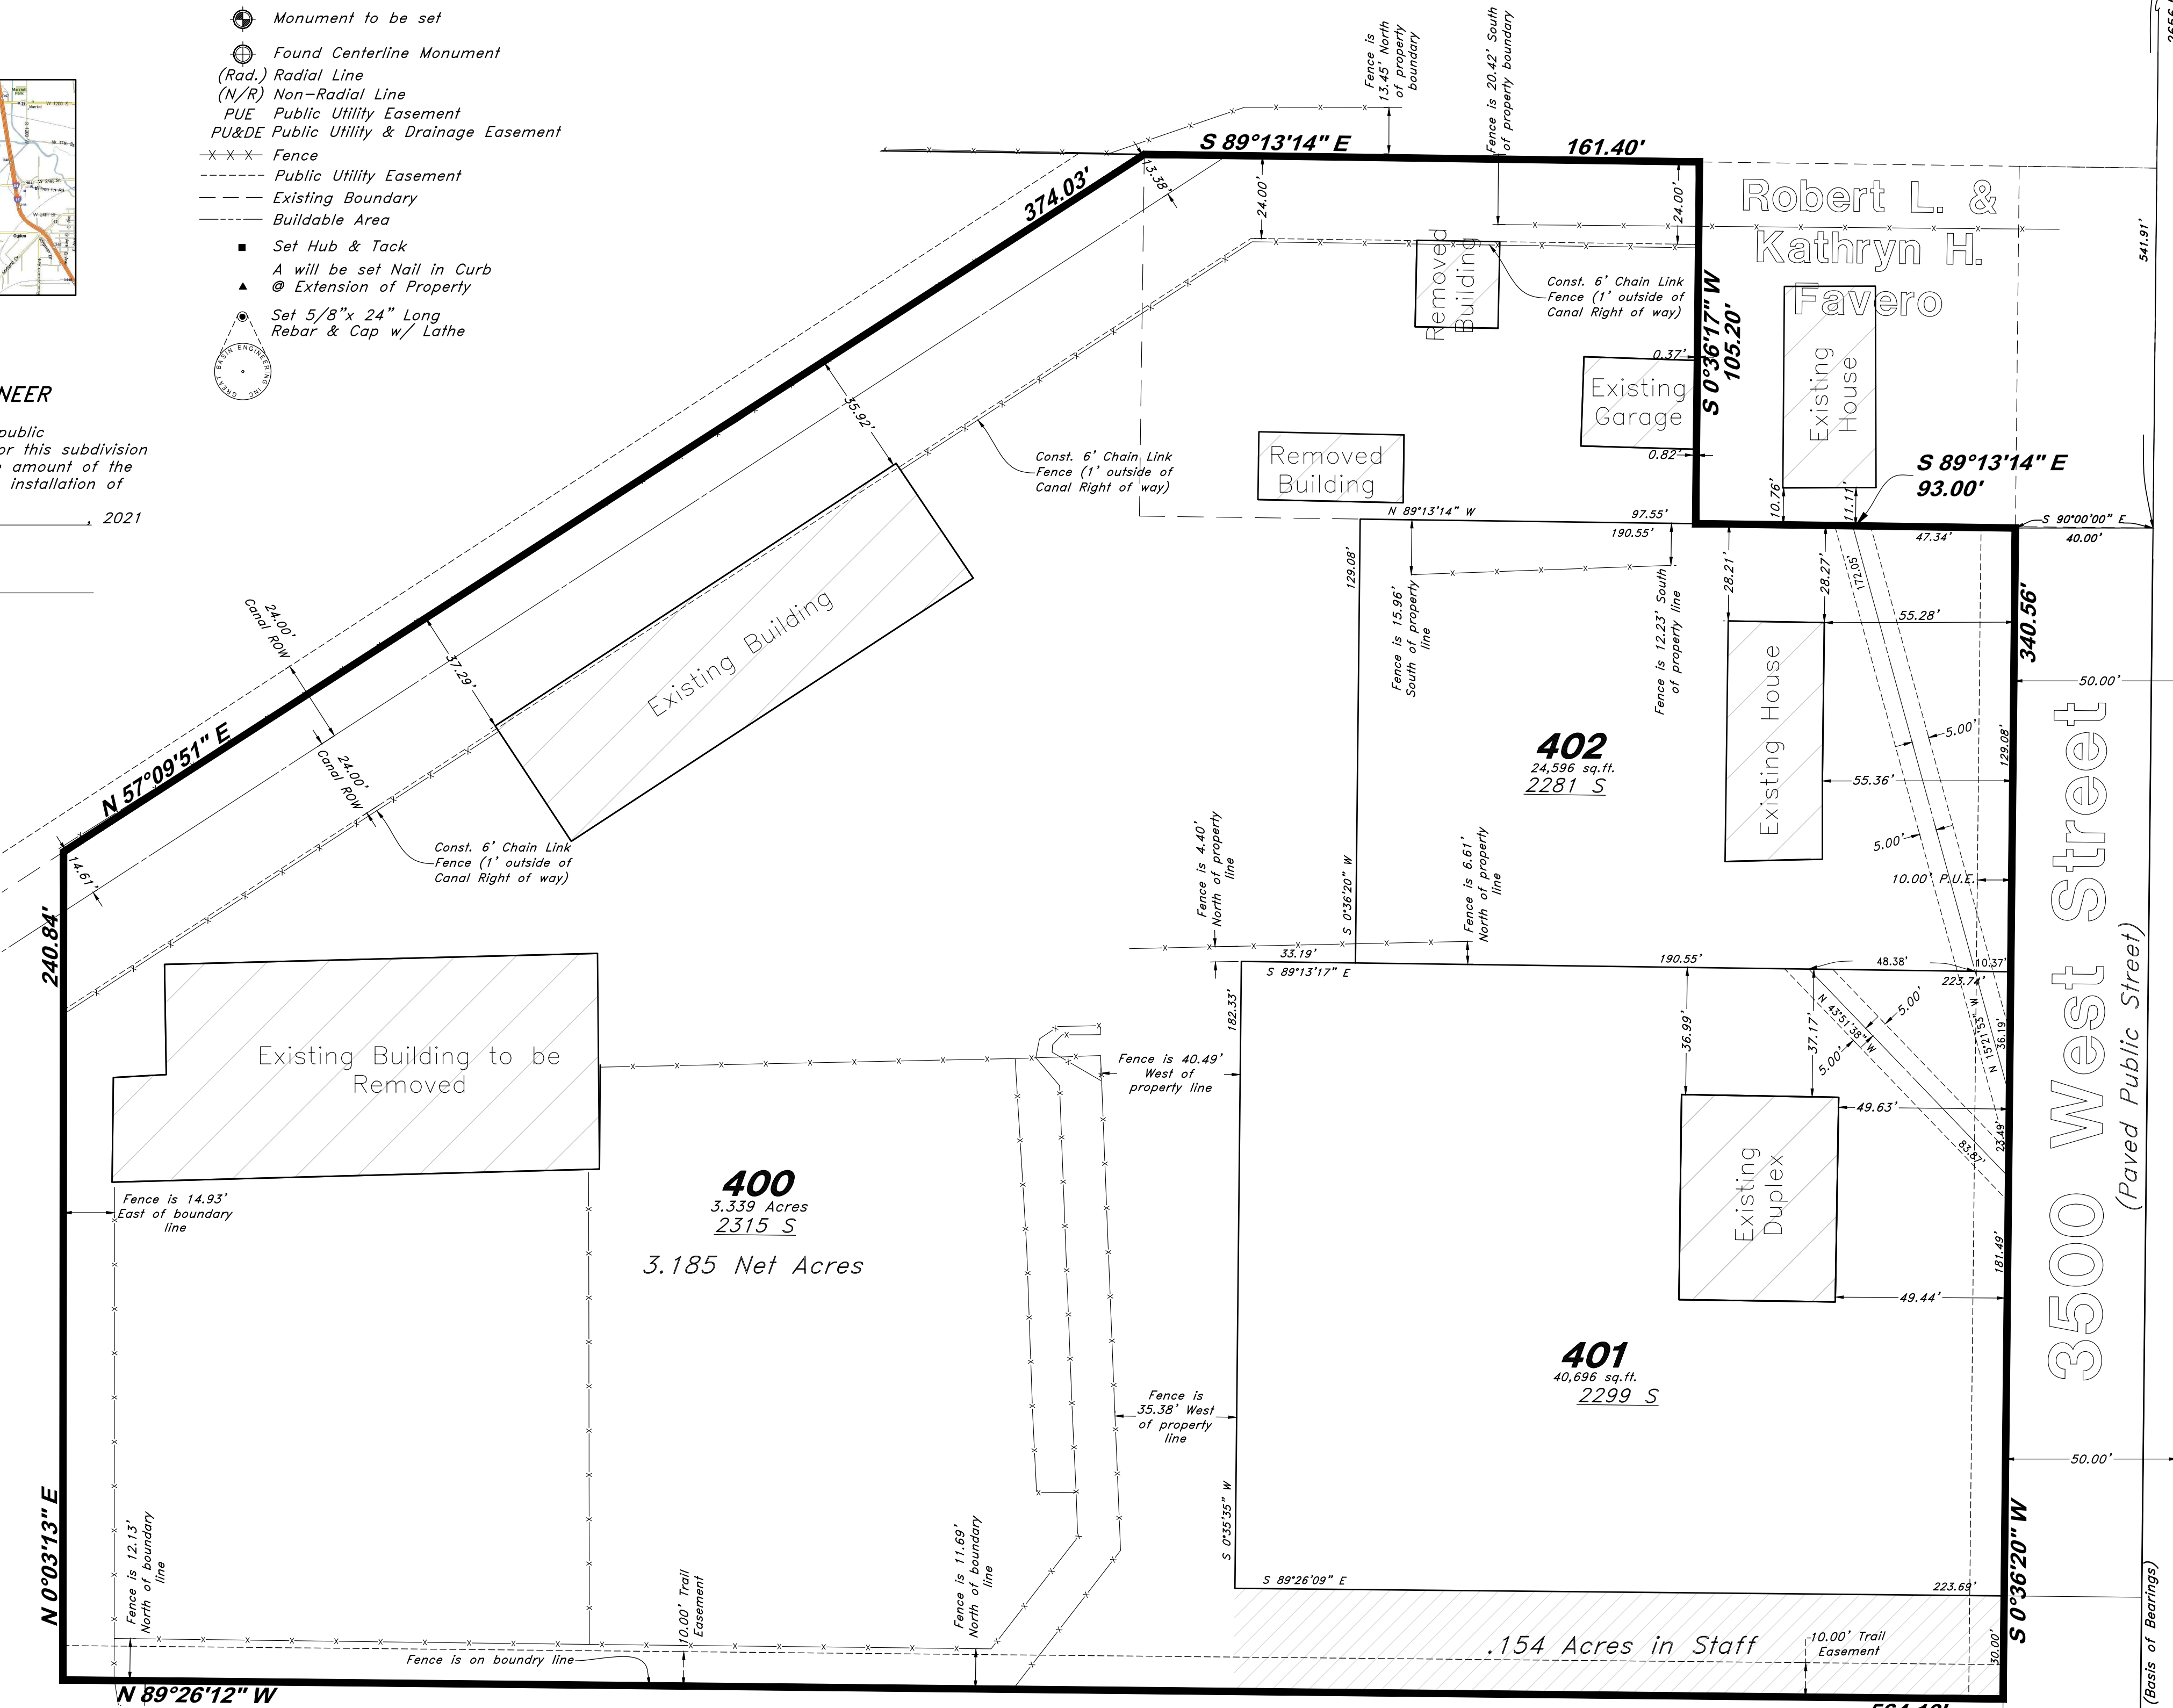 Monument to be set
Found Centerline Monument
(Rad.) Radial Line
(N/R) Non-Radial Line
PUE Public Utility Easement
PU&DE Public Utility & Drainage Easement
X X X Fence
Public Utility Easement
Existing Boundary
Buildable Area
Set Hub & Tack
A will be set Nail in Curb
@ Extension of Property
Set 5/8"x 24" Long
Rebar & Cap w/ Lathe
GREAT BASIN ENGINEERING INC
NEER
public
or this subdivision
amount of the
installation of
, 2021
Fence is
13.45' North
of property
boundary
Fence is 20.42' South
of property boundary
S 89°13'14" E
161.40'
374.03'
13.38'
24.00'
24.00'
Robert L. &
Kathryn H.
Favero
541.91'
Removed
Building
Const. 6' Chain Link
Fence (1' outside of
Canal Right of way)
S 0°36'17" W
105.20'
0.37'
Existing
Garage
0.82'
Existing
House
10.76'
11.11'
S 89°13'14" E
93.00'
S 90°00'00" E
40.00'
35.92'
Const. 6' Chain Link
Fence (1' outside of
Canal Right of way)
Removed
Building
N 89°13'14" W
97.55'
190.55'
47.34'
129.08'
Fence is 15.96'
South of property
line
Fence is 12.23' South
of property line
28.21'
28.27'
172.05'
55.28'
340.56'
50.00'
Existing Building
37.29'
24.00'
Canal ROW
24.00'
Canal ROW
N 57°09'51" E
Const. 6' Chain Link
Fence (1' outside of
Canal Right of way)
14.61'
240.84'
402
24,596 sq.ft.
2281 S
Existing House
5.00'
129.08'
55.36'
5.00'
10.00' P.U.E.
3500 West Street
(Paved Public Street)
Fence is 4.40'
North of property
line
S 0°36'20" W
Fence is 6.61'
North of property
line
33.19'
S 89°13'17" E
190.55'
48.38'
10.37'
223.74'
182.33'
36.99'
37.17'
N 43°51'38" W
5.00'
5.00'
N 15°21'53" W
36.19'
Existing Building to be
Removed
Fence is 40.49'
West of
property line
49.63'
23.49'
83.87'
Existing
Duplex
181.49'
49.44'
Fence is 14.93'
East of boundary
line
400
3.339 Acres
2315 S
3.185 Net Acres
401
40,696 sq.ft.
2299 S
Fence is
35.38' West
of property
line
50.00'
S 0°35'35" W
N 0°03'13" E
Fence is 12.13'
North of boundary
line
10.00' Trail
Easement
Fence is 11.69'
North of boundary
line
S 89°26'09" E
223.69'
S 0°36'20" W
30.00'
.154 Acres in Staff
10.00' Trail
Easement
Fence is on boundry line
N 89°26'12" W
(Basis of Bearings)